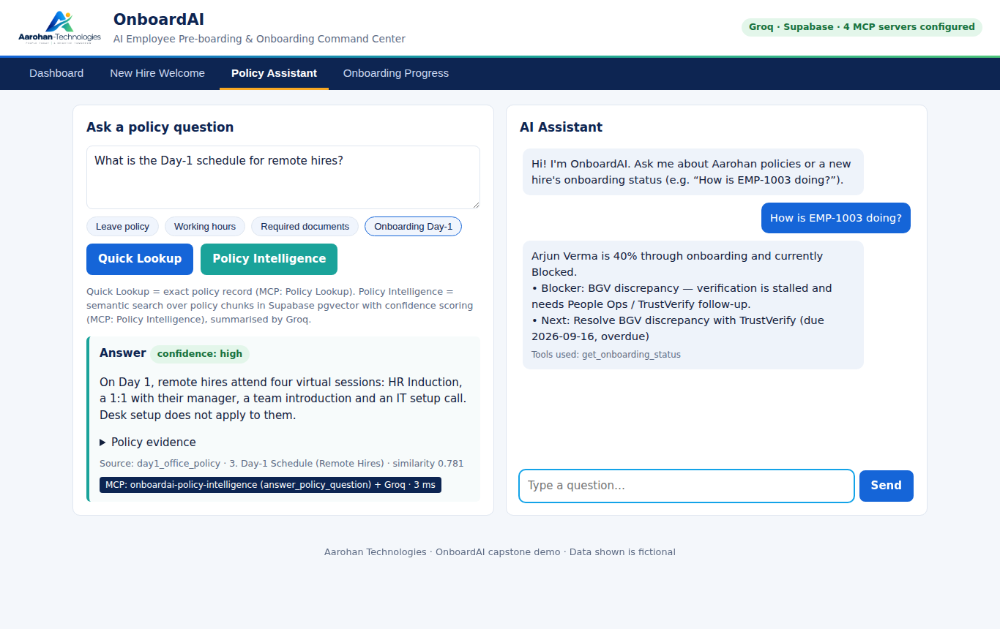 Aarohan-Technologies
OnboardAI
AI Employee Pre-boarding & Onboarding Command Center
Groq · Supabase · 4 MCP servers configured
Dashboard
New Hire Welcome
Policy Assistant
Onboarding Progress
Ask a policy question
What is the Day-1 schedule for remote hires?
Leave policy
Working hours
Required documents
Onboarding Day-1
Quick Lookup
Policy Intelligence
Quick Lookup = exact policy record (MCP: Policy Lookup). Policy Intelligence =
semantic search over policy chunks in Supabase pgvector with confidence scoring
(MCP: Policy Intelligence), summarised by Groq.
Answer
confidence: high
On Day 1, remote hires attend four virtual sessions: HR Induction,
a 1:1 with their manager, a team introduction and an IT setup call.
Desk setup does not apply to them.
▶ Policy evidence
Source: day1_office_policy · 3. Day-1 Schedule (Remote Hires) · similarity 0.781
MCP: onboardai-policy-intelligence (answer_policy_question) + Groq · 3 ms
AI Assistant
Hi! I'm OnboardAI. Ask me about Aarohan policies or a new
hire's onboarding status (e.g. “How is EMP-1003 doing?”).
How is EMP-1003 doing?
Arjun Verma is 40% through onboarding and currently
Blocked.
• Blocker: BGV discrepancy — verification is stalled and
needs People Ops / TrustVerify follow-up.
• Next: Resolve BGV discrepancy with TrustVerify (due
2026-09-16, overdue)
Tools used: get_onboarding_status
Type a question…
Send
Aarohan Technologies · OnboardAI capstone demo · Data shown is fictional